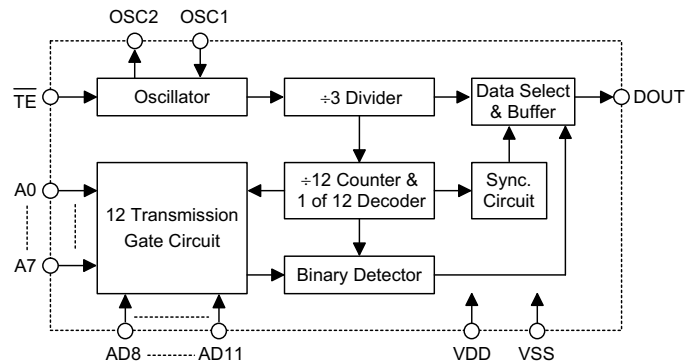 OSC2 OSC1
TE
Oscillator
÷3 Divider
Data Select
& Buffer
DOUT
A0
A7
12 Transmission
Gate Circuit
÷12 Counter &
1 of 12 Decoder
Sync.
Circuit
Binary Detector
AD8 AD11 VDD VSS